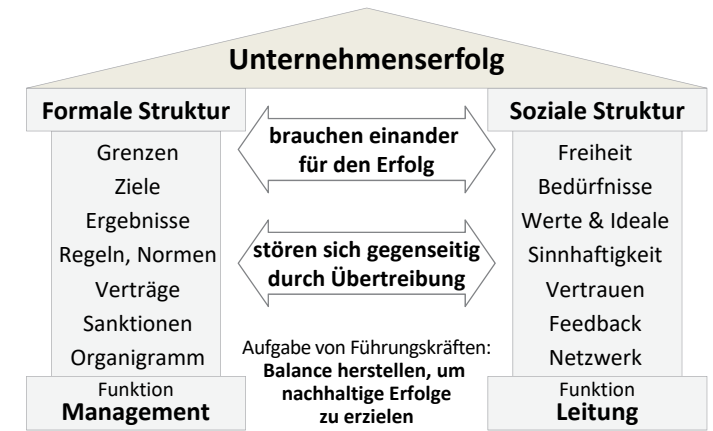 Unternehmenserfolg
Formale Struktur
Grenzen
Ziele
Ergebnisse
Regeln, Normen
Verträge
Sanktionen
Organigramm
Funktion
Management
brauchen einander
für den Erfolg
stören sich gegenseitig
durch Übertreibung
Aufgabe von Führungskräften:
Balance herstellen, um
nachhaltige Erfolge
zu erzielen
Soziale Struktur
Freiheit
Bedürfnisse
Werte & Ideale
Sinnhaftigkeit
Vertrauen
Feedback
Netzwerk
Funktion
Leitung